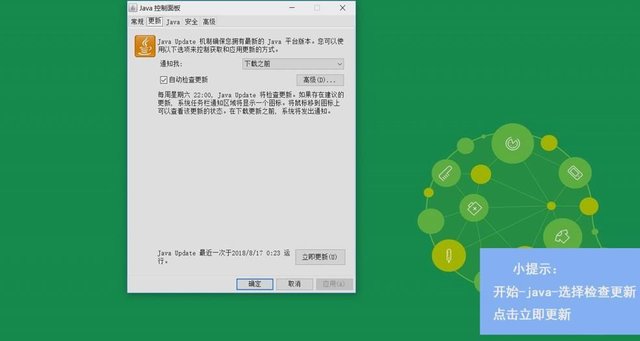 Java 控制面板
常规 更新 Java 安全 高级
Java Update 机制确保您拥有最新的 Java 平台版本。您可以使
用以下选项来控制获取和应用更新的方式。
通知我: 下载之前
自动检查更新 高级(D)...
每周星期六 22:00, Java Update 将检查更新。如果存在建议的
更新, 系统任务栏通知区域将显示一个图标。将鼠标移到图标上
可以查看该更新的状态。在下载更新之前, 系统将发出通知。
Java Update 最近一次于2018/8/17 0:23 运
行。
立即更新(U)
确定 取消 应用(A)
小提示:
开始-java-选择检查更新
点击立即更新